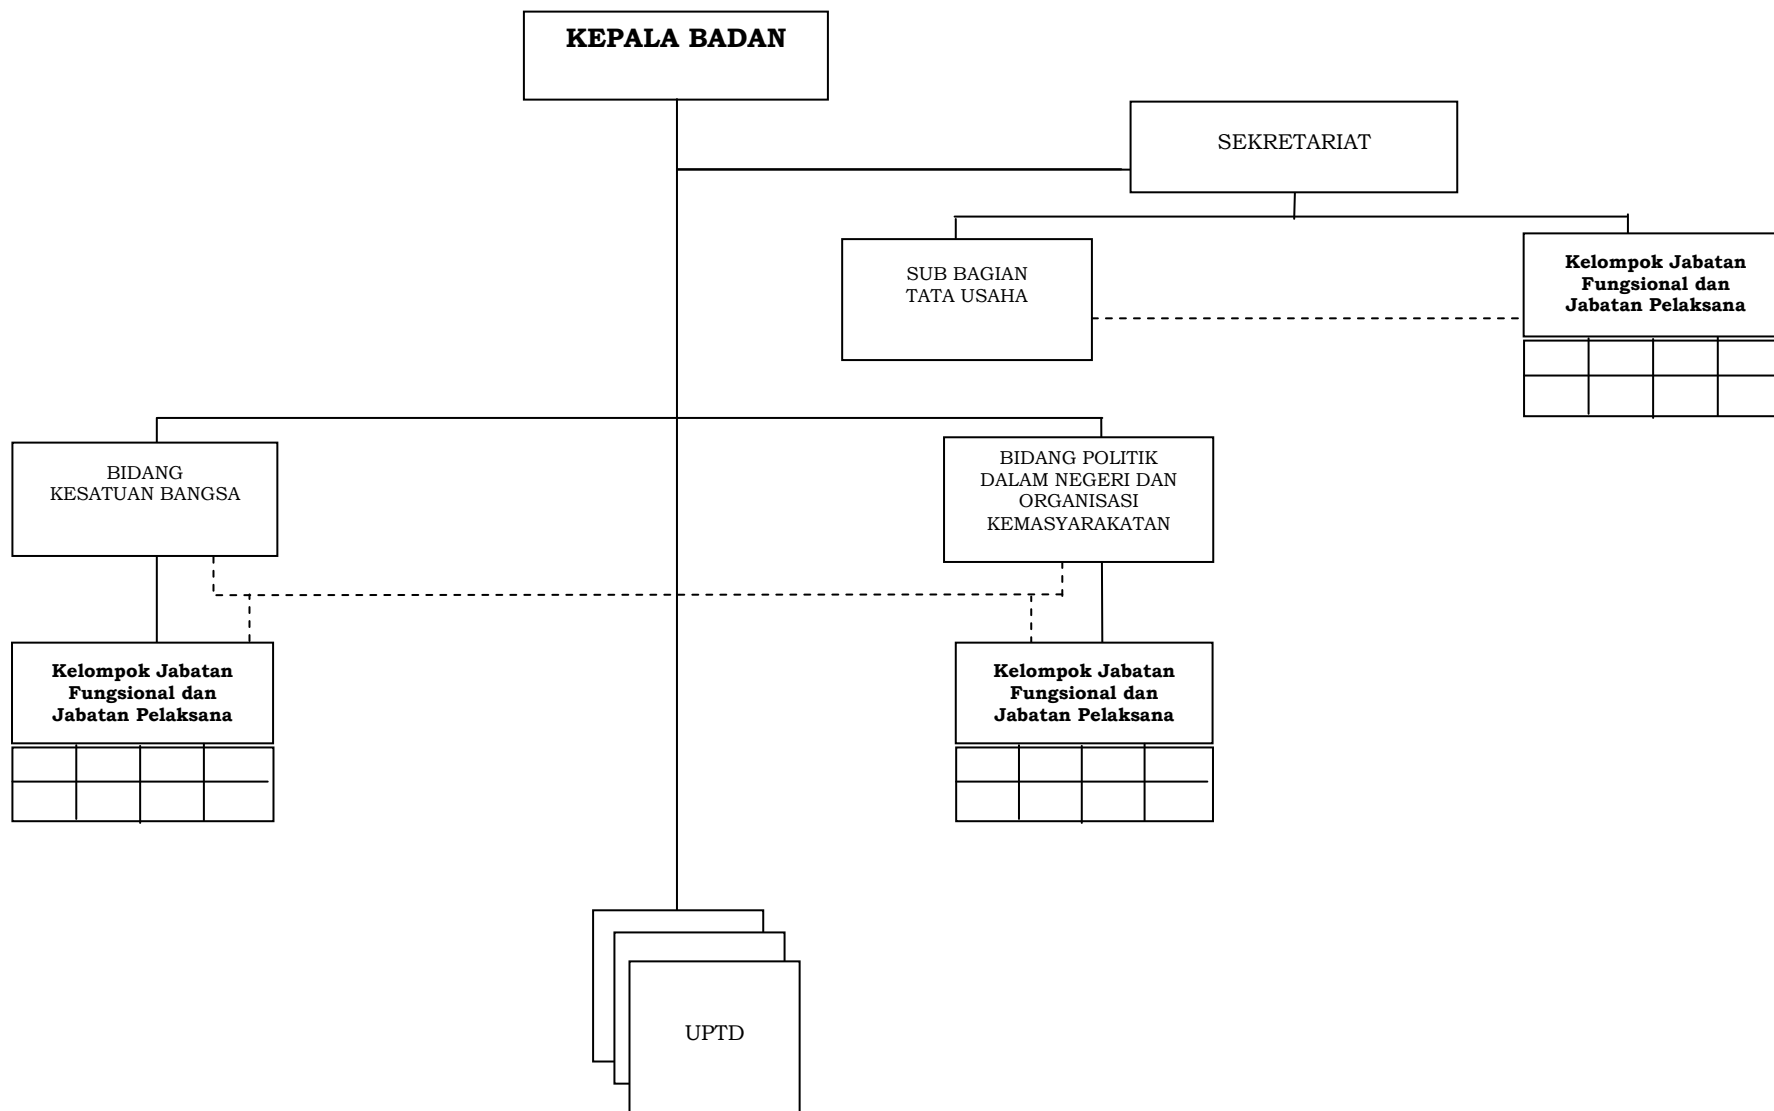 KEPALA BADAN
SEKRETARIAT
SUB BAGIAN
TATA USAHA
Kelompok Jabatan
Fungsional dan
Jabatan Pelaksana
BIDANG
KESATUAN BANGSA
BIDANG POLITIK
DALAM NEGERI DAN
ORGANISASI
KEMASYARAKATAN
Kelompok Jabatan
Fungsional dan
Jabatan Pelaksana
Kelompok Jabatan
Fungsional dan
Jabatan Pelaksana
UPTD